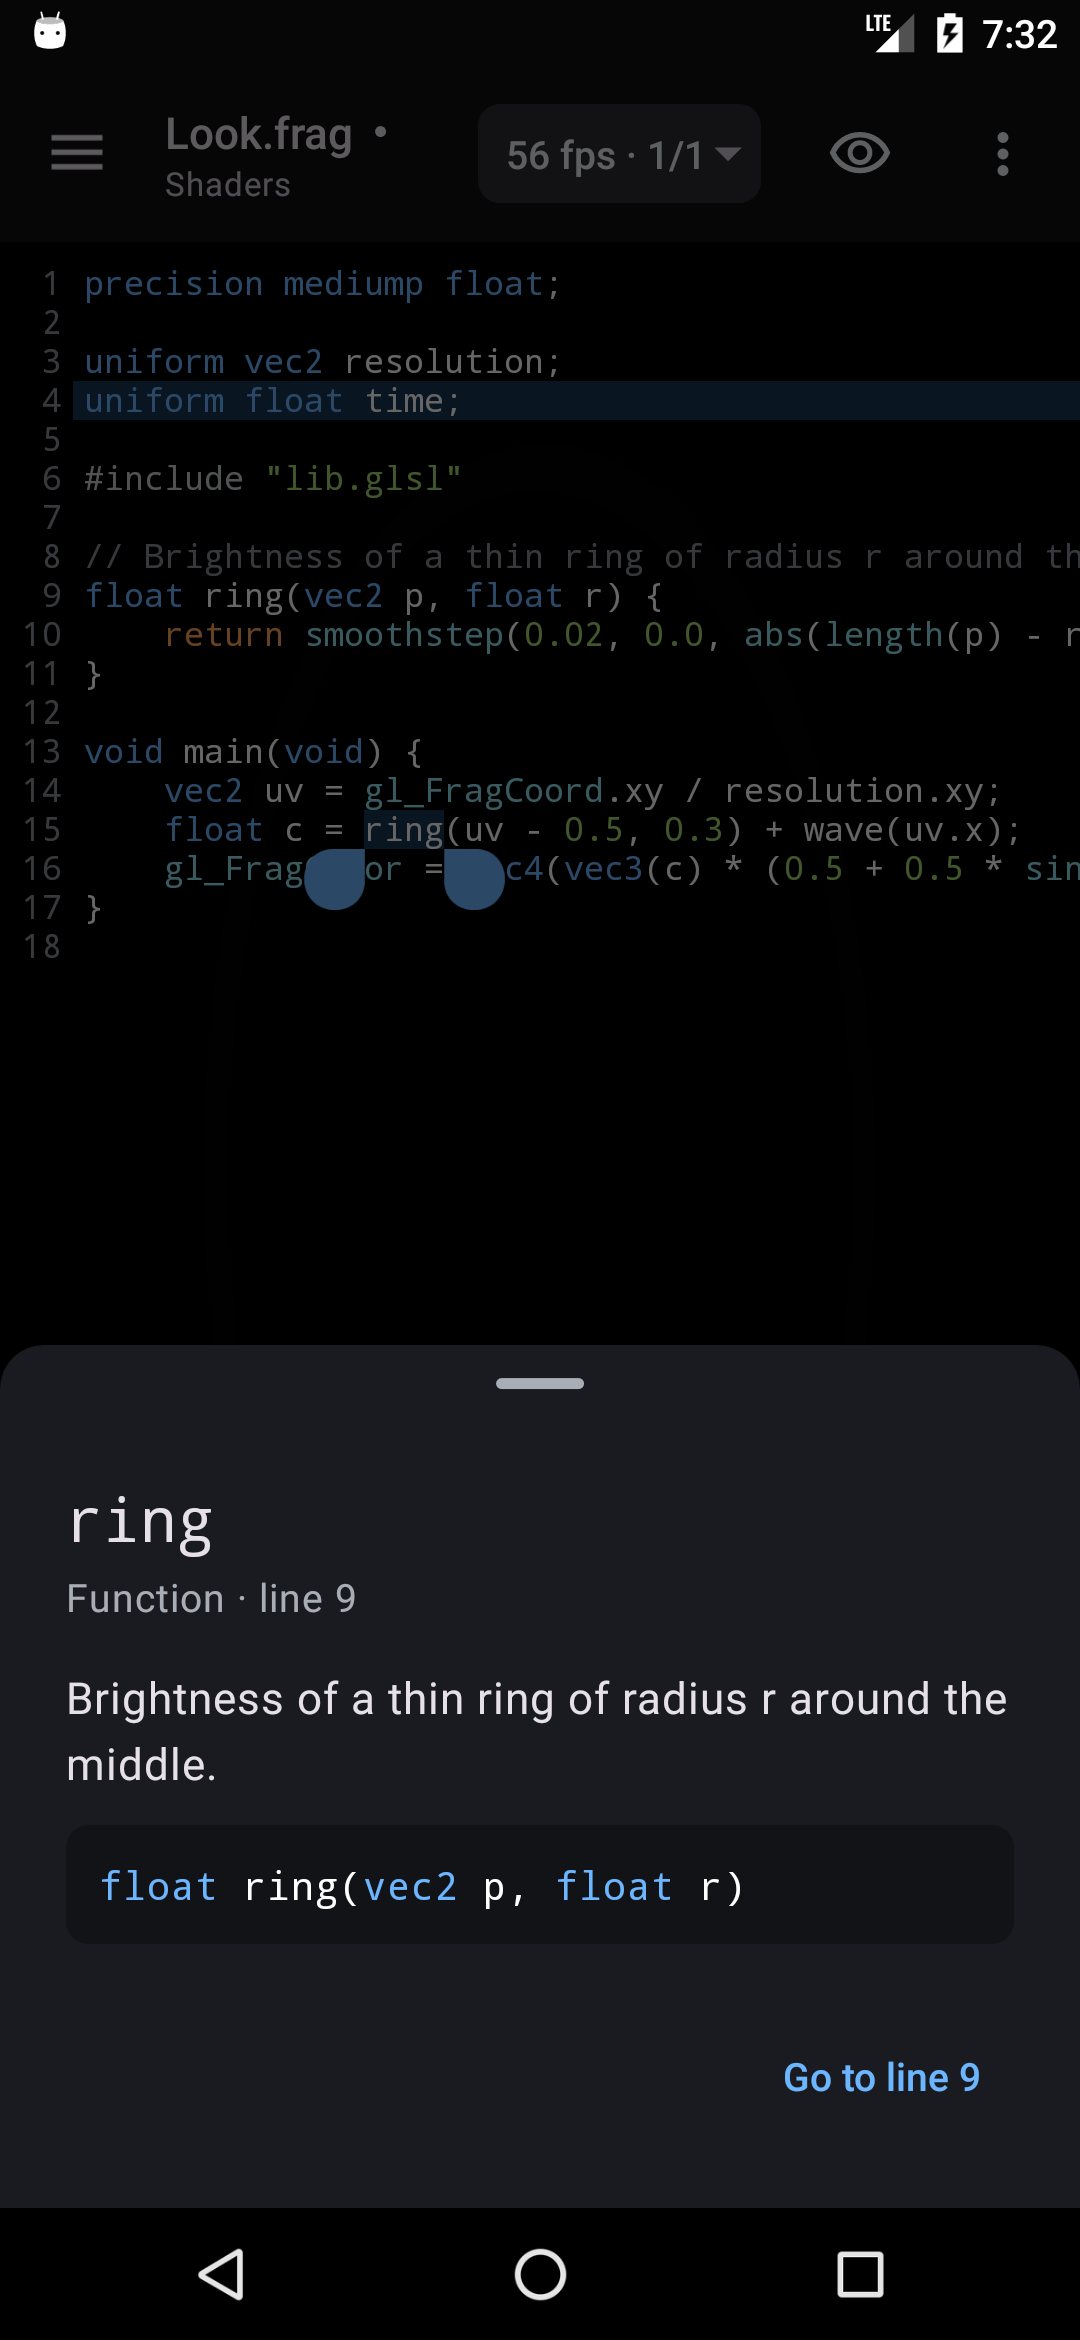 LTE 7:32
Look.frag •
Shaders
56 fps · 1/1
1 precision mediump float;
2
3 uniform vec2 resolution;
4 uniform float time;
5
6 #include "lib.glsl"
7
8 // Brightness of a thin ring of radius r around th
9 float ring(vec2 p, float r) {
10     return smoothstep(0.02, 0.0, abs(length(p) - r
11 }
12
13 void main(void) {
14     vec2 uv = gl_FragCoord.xy / resolution.xy;
15     float c = ring(uv - 0.5, 0.3) + wave(uv.x);
16     gl_Frag or = c4(vec3(c) * (0.5 + 0.5 * sin
17 }
18
ring
Function · line 9
Brightness of a thin ring of radius r around the
middle.
float ring(vec2 p, float r)
Go to line 9